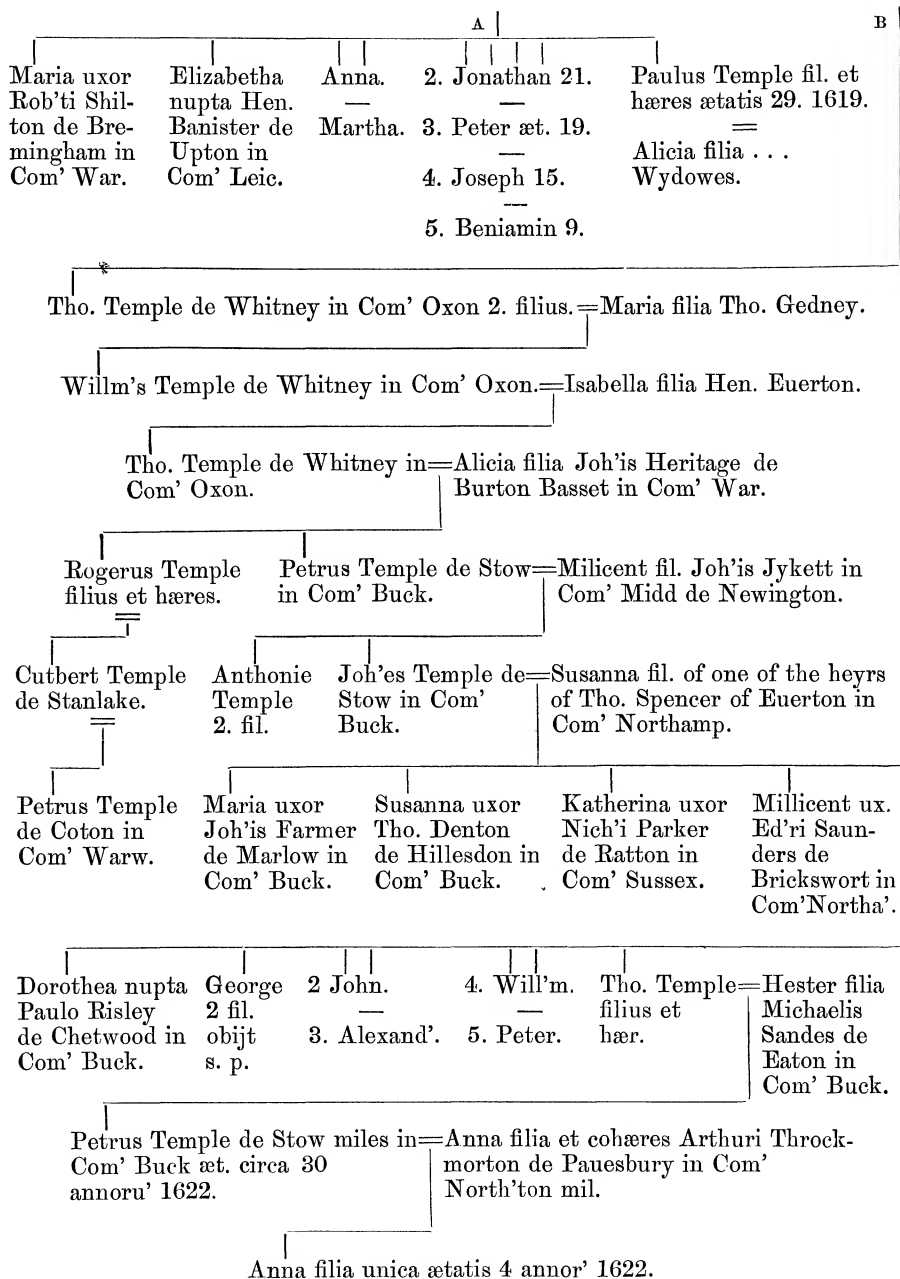 A B
Maria uxor Elizabetha Anna. 2. Jonathan 21. Paulus Temple fil. et
Rob'ti Shil- nupta Hen. — — hæres ætatis 29. 1619.
ton de Bre- Banister de Martha. 3. Peter æt. 19. =
mingham in Upton in — Alicia filia . . .
Com' War. Com' Leic. 4. Joseph 15. Wydowes.
—
5. Beniamin 9.
Tho. Temple de Whitney in Com' Oxon 2. filius.=Maria filia Tho. Gedney.
Willm's Temple de Whitney in Com' Oxon.=Isabella filia Hen. Euerton.
Tho. Temple de Whitney in=Alicia filia Joh'is Heritage de
Com' Oxon. Burton Basset in Com' War.
Rogerus Temple Petrus Temple de Stow=Milicent fil. Joh'is Jykett in
filius et hæres. in Com' Buck. Com' Midd de Newington.
=
Cutbert Temple Anthonie Joh'es Temple de=Susanna fil. of one of the heyrs
de Stanlake. Temple Stow in Com' of Tho. Spencer of Euerton in
= 2. fil. Buck. Com' Northamp.
Petrus Temple Maria uxor Susanna uxor Katherina uxor Millicent ux.
de Coton in Joh'is Farmer Tho. Denton Nich'i Parker Ed'ri Saun-
Com' Warw. de Marlow in de Hillesdon in de Ratton in ders de
Com' Buck. Com' Buck. Com' Sussex. Brickswort in
Com'Northa'.
Dorothea nupta George 2 John. 4. Will'm. Tho. Temple=Hester filia
Paulo Risley 2 fil. — — filius et Michaelis
de Chetwood in obijt 3. Alexand'. 5. Peter. hær. Sandes de
Com' Buck. s. p. Eaton in
Com' Buck.
Petrus Temple de Stow miles in=Anna filia et cohæres Arthuri Throck-
Com' Buck æt. circa 30 morton de Pauesbury in Com'
annoru' 1622. North'ton mil.
Anna filia unica ætatis 4 annor' 1622.